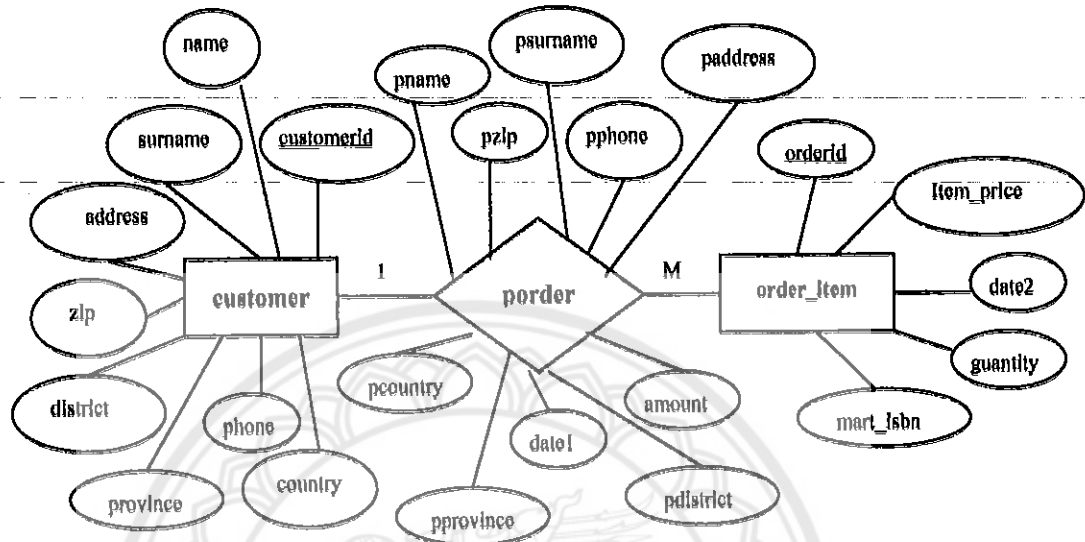 name
psurname
pname
paddress
surname
customerid
pzip
pphone
orderid
item_price
address
1
M
customer
porder
order_item
date2
zip
guantity
pcountry
amount
district
phone
date1
mart_isbn
country
province
pprovince
pdistrict